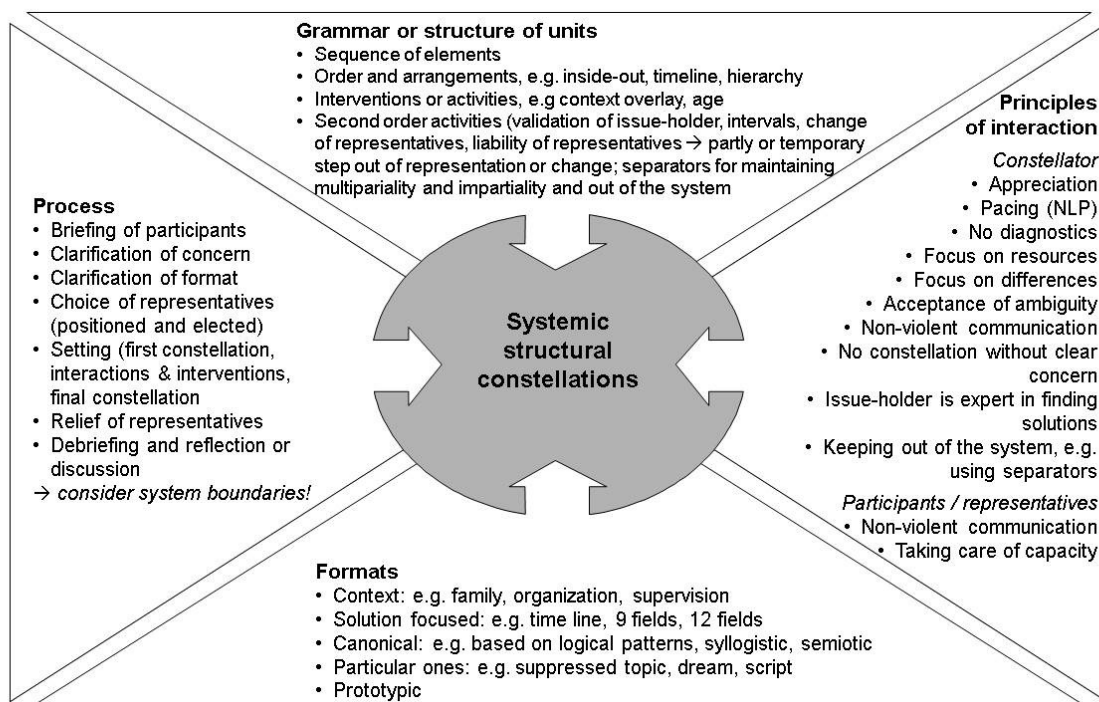 Grammar or structure of units
• Sequence of elements
• Order and arrangements, e.g. inside-out, timeline, hierarchy
• Interventions or activities, e.g context overlay, age
• Second order activities (validation of issue-holder, intervals, change
of representatives, liability of representatives → partly or temporary
step out of representation or change; separators for maintaining
multipariality and impartiality and out of the system
Process
• Briefing of participants
• Clarification of concern
• Clarification of format
• Choice of representatives
(positioned and elected)
• Setting (first constellation,
interactions & interventions,
final constellation
• Relief of representatives
• Debriefing and reflection or
discussion
→ consider system boundaries!
Systemic
structural
constellations
Principles
of interaction
Constellator
• Appreciation
• Pacing (NLP)
• No diagnostics
• Focus on resources
• Focus on differences
• Acceptance of ambiguity
• Non-violent communication
• No constellation without clear
concern
• Issue-holder is expert in finding
solutions
• Keeping out of the system, e.g.
using separators
Participants / representatives
• Non-violent communication
• Taking care of capacity
Formats
• Context: e.g. family, organization, supervision
• Solution focused: e.g. time line, 9 fields, 12 fields
• Canonical: e.g. based on logical patterns, syllogistic, semiotic
• Particular ones: e.g. suppressed topic, dream, script
• Prototypic